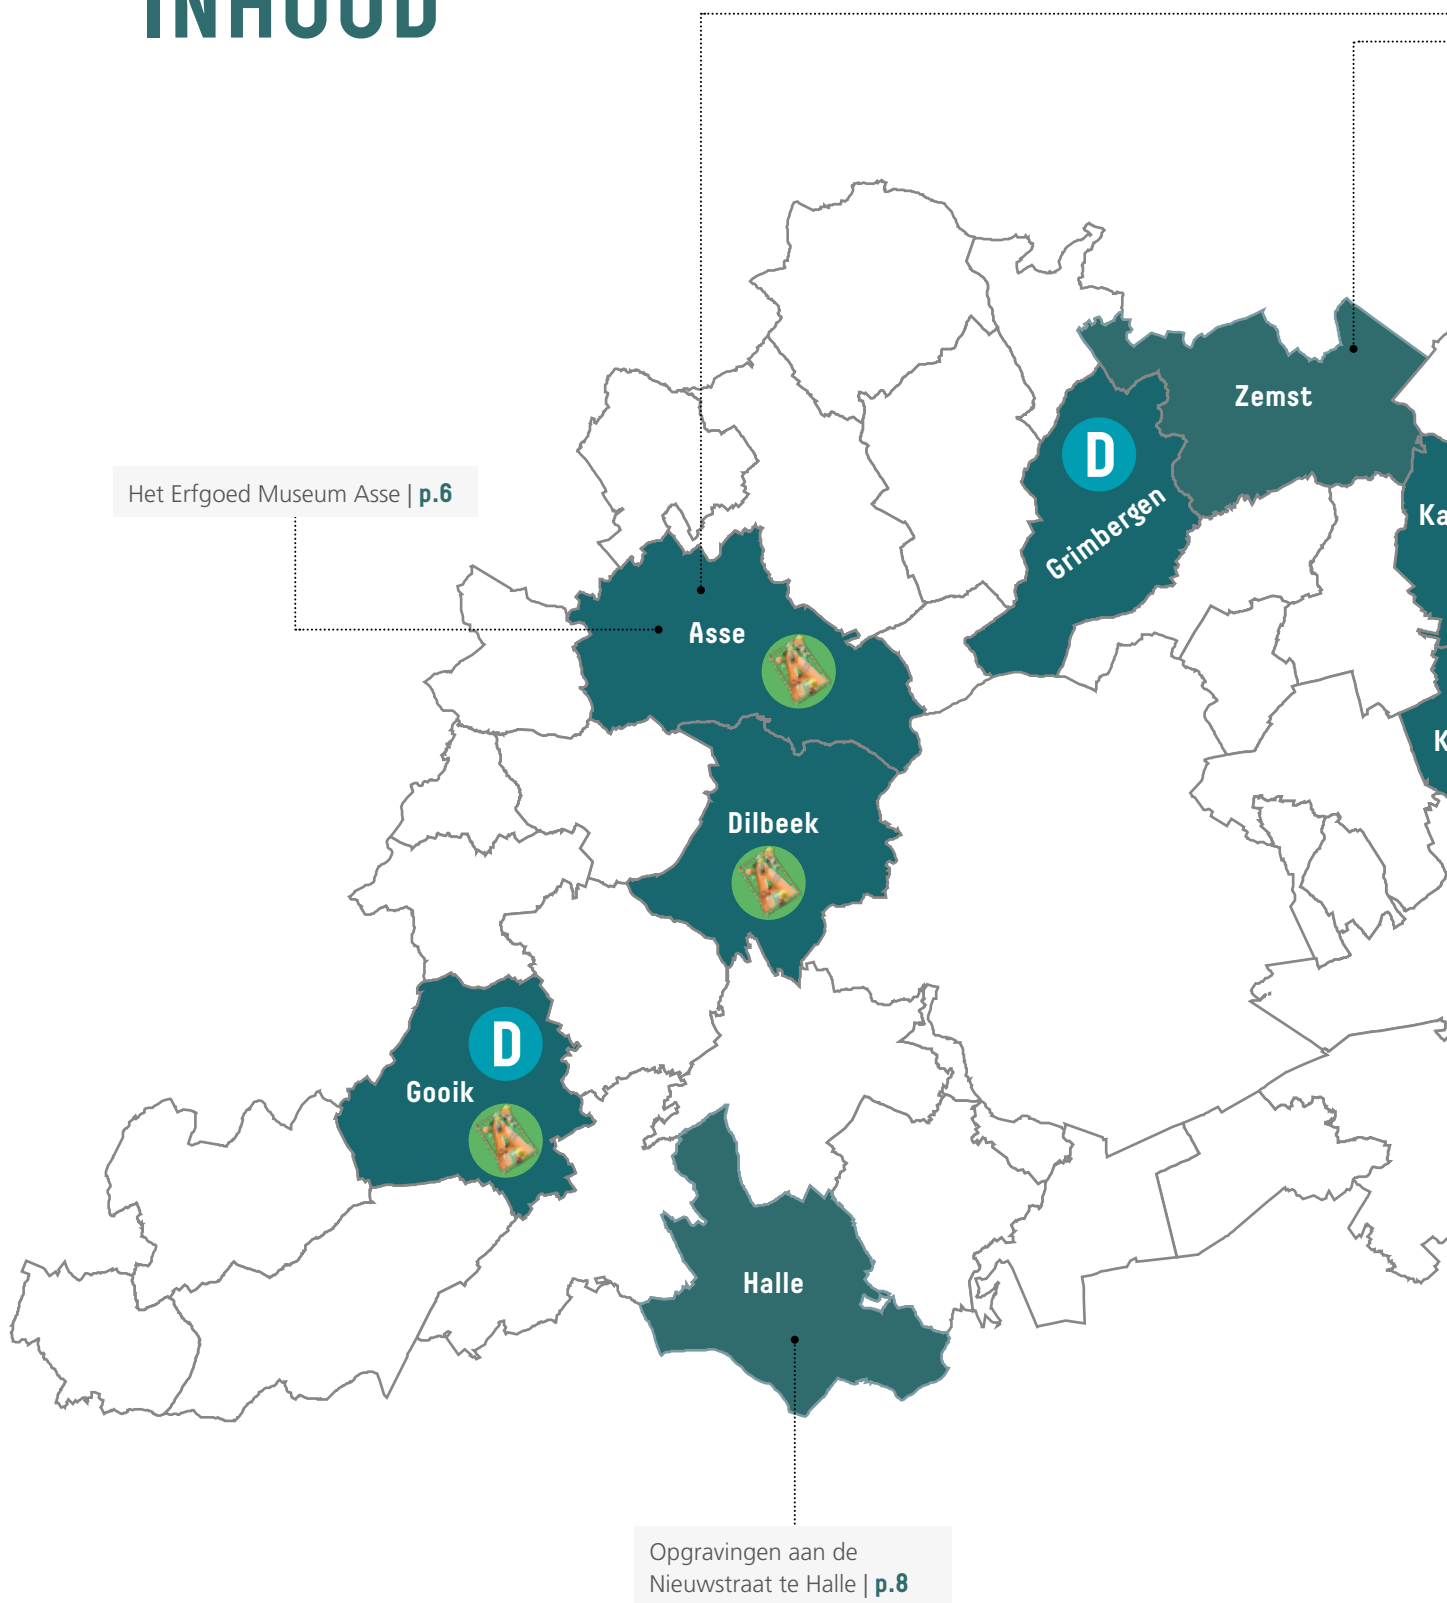 INHOUD
Zemst
D
Grimbergen
Het Erfgoed Museum Asse | p.6
Ka
Asse
K
Dilbeek
D
Gooik
Halle
Opgravingen aan de
Nieuwstraat te Halle | p.8